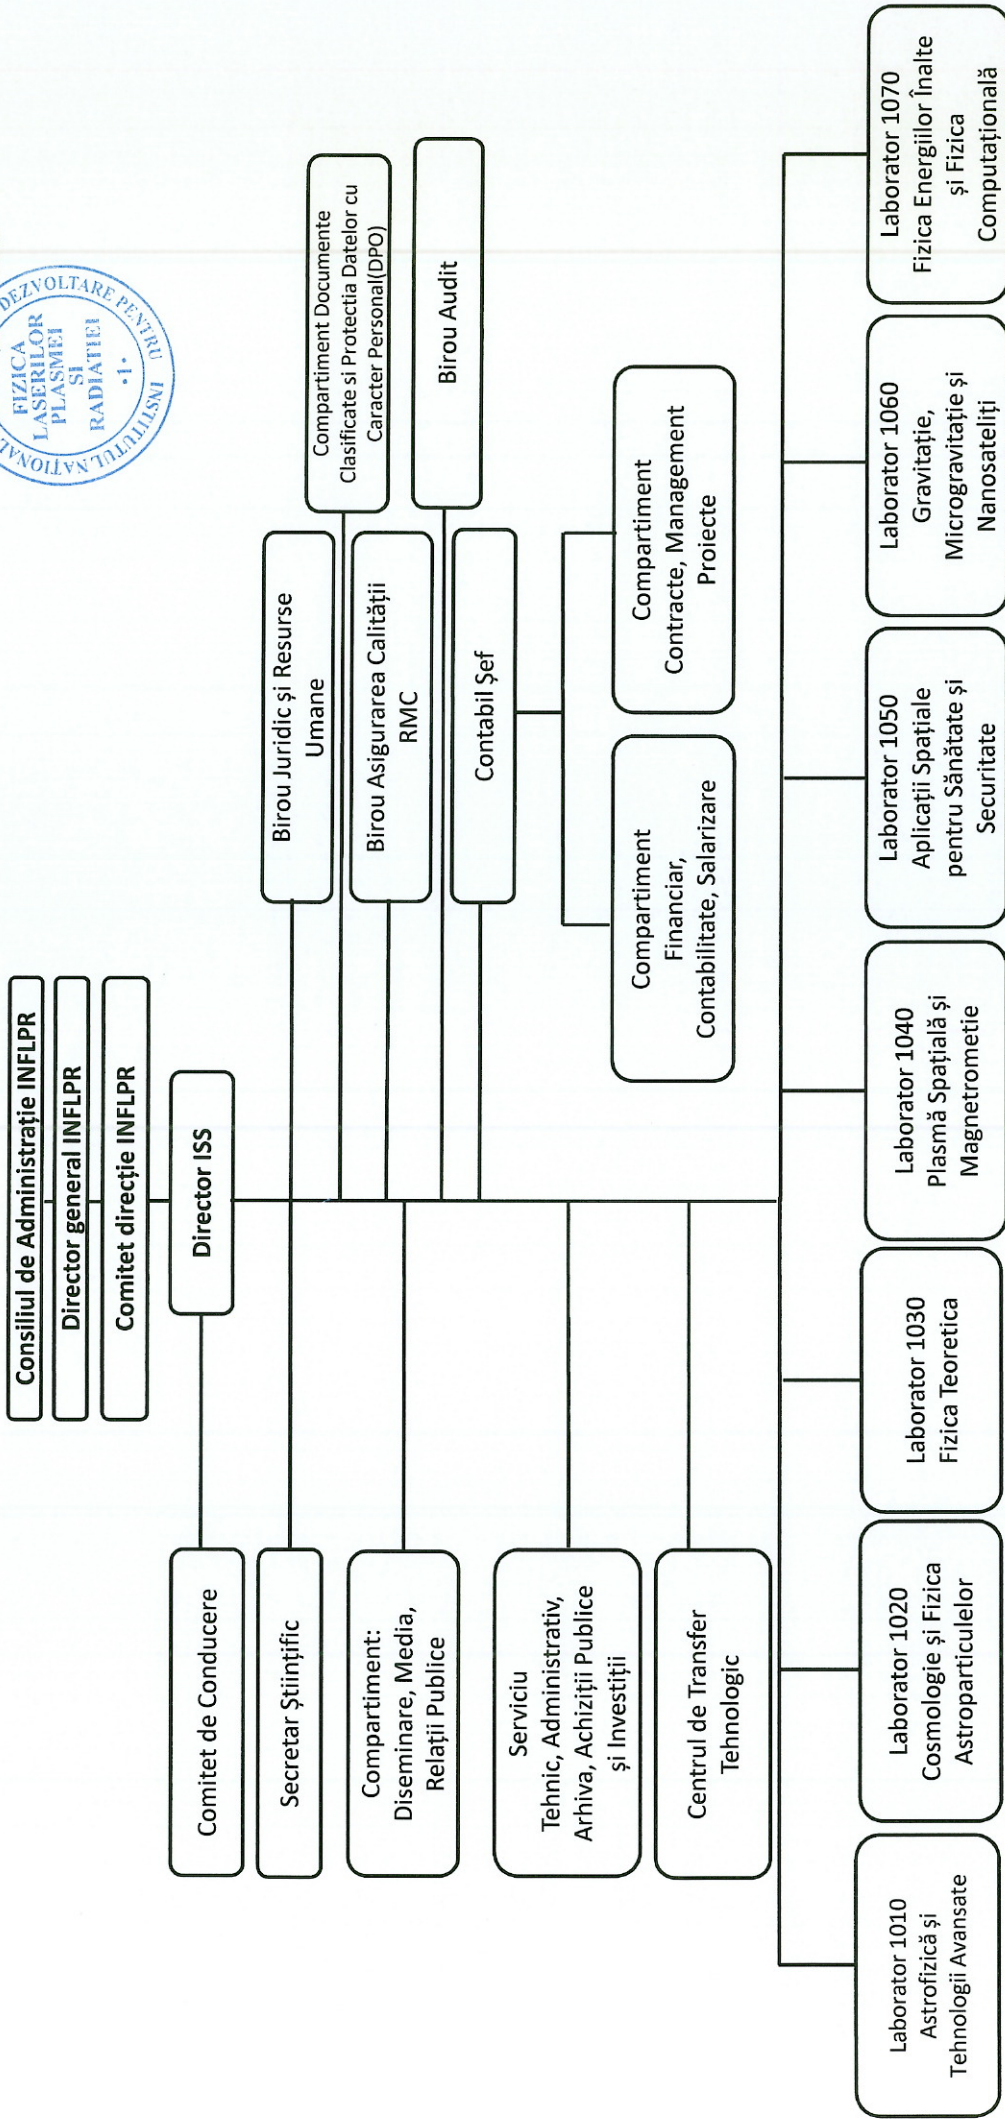 DEZVOLTARE PENTRU
INSTITUTUL NAȚIONAL
FIZICA
LASERILOR
PLASMEI
SI
RADIATIEI
·1·
Consiliul de Administrație INFLPR
Director general INFLPR
Comitet direcție INFLPR
Director ISS
Comitet de Conducere
Secretar Științific
Compartiment:
Diseminare, Media,
Relații Publice
Serviciu
Tehnic, Administrativ,
Arhiva, Achiziții Publice
și Investiții
Centrul de Transfer
Tehnologic
Birou Juridic și Resurse
Umane
Compartiment Documente
Clasificate si Protectia Datelor cu
Caracter Personal(DPO)
Birou Asigurarea Calității
RMC
Birou Audit
Contabil Șef
Compartiment
Financiar,
Contabilitate, Salarizare
Compartiment
Contracte, Management
Proiecte
Laborator 1010
Astrofizică și
Tehnologii Avansate
Laborator 1020
Cosmologie și Fizica
Astroparticulelor
Laborator 1030
Fizica Teoretica
Laborator 1040
Plasmă Spațială și
Magnetrometie
Laborator 1050
Aplicații Spațiale
pentru Sănătate și
Securitate
Laborator 1060
Gravitație,
Microgravitație și
Nanosateliți
Laborator 1070
Fizica Energiilor Înalte
și Fizica
Computațională